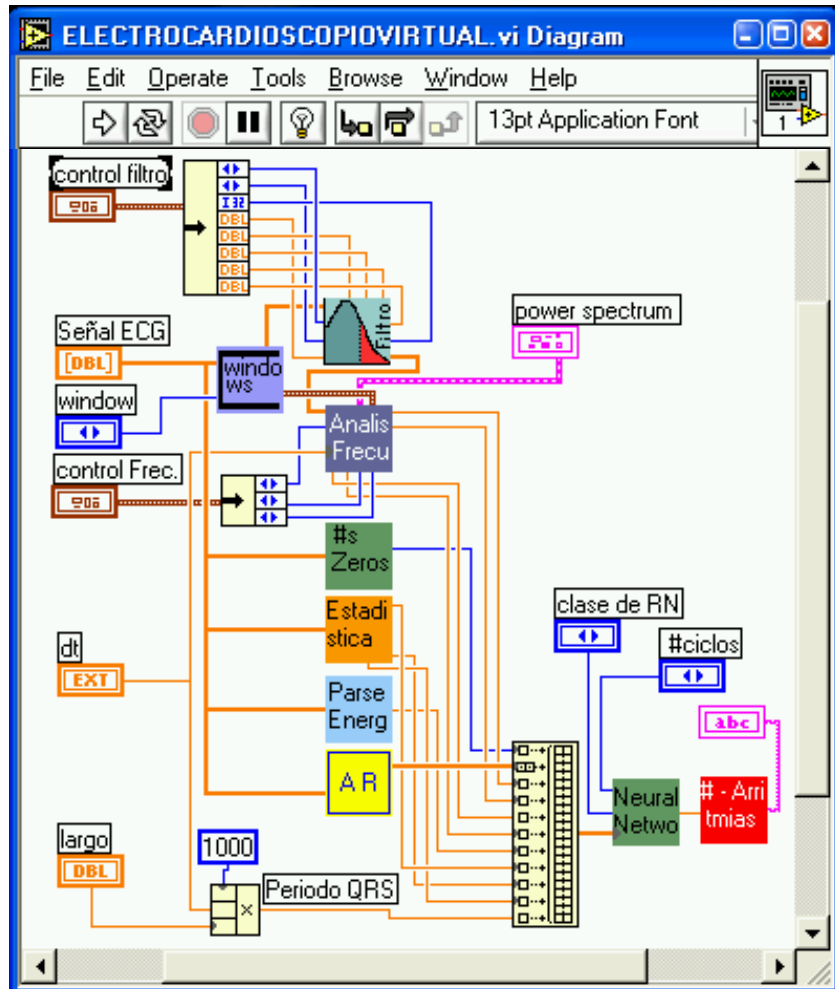 ELECTROCARDIOSCOPIOVIRTUAL.vi Diagram
File Edit Operate Tools Browse Window Help
13pt Application Font
1
control filtro
I32
DBL
DBL
DBL
DBL
DBL
Filtro
power spectrum
Señal ECG
[DBL]
windo
ws
window
Analis
Frecu
control Frec.
#s
Zeros
Estadi
stica
clase de RN
#ciclos
dt
EXT
Parse
Energ
abc
A R
Neural
Netwo
# - Arri
tmias
largo
DBL
1000
x
Periodo QRS